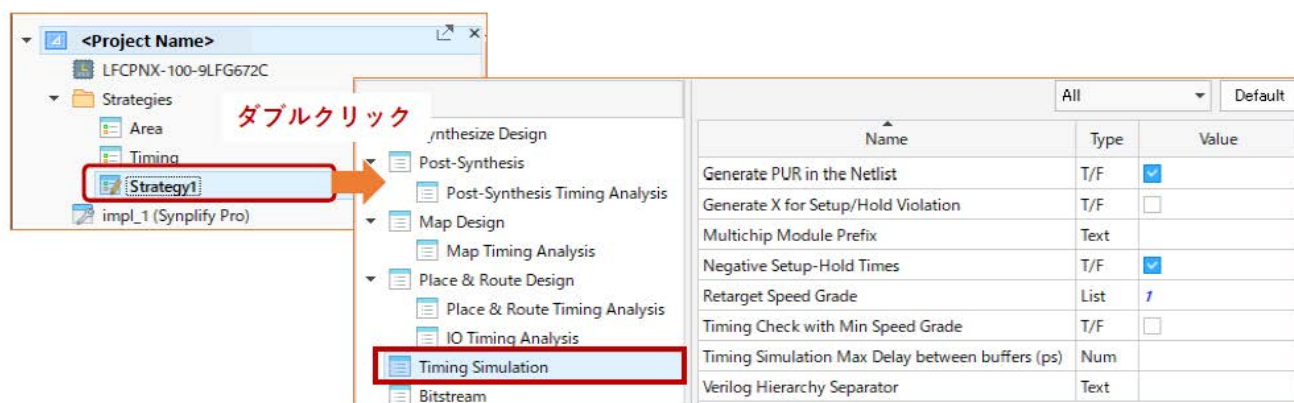 <Project Name>
LFCPNX-100-9LFG672C
Strategies
Area
Timing
Strategy1
impl_1 (Synplify Pro)
ダブルクリック
ynthesize Design
Post-Synthesis
Post-Synthesis Timing Analysis
Map Design
Map Timing Analysis
Place & Route Design
Place & Route Timing Analysis
IO Timing Analysis
Timing Simulation
Bitstream
All Default
Name Type Value
Generate PUR in the Netlist T/F
Generate X for Setup/Hold Violation T/F
Multichip Module Prefix Text
Negative Setup-Hold Times T/F
Retarget Speed Grade List 1
Timing Check with Min Speed Grade T/F
Timing Simulation Max Delay between buffers (ps) Num
Verilog Hierarchy Separator Text